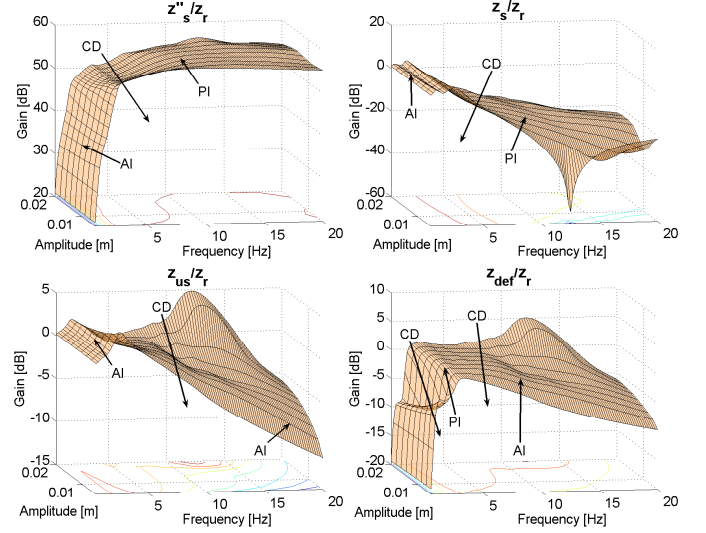 z"s/zr
60
50
40
30
20
Gain [dB]
CD
PI
AI
0.02
0.01
Amplitude [m]
5
10
15
20
Frequency [Hz]
zs/zr
20
0
-20
-40
-60
Gain [dB]
CD
AI
PI
0.02
0.01
Amplitude [m]
5
10
15
20
Frequency [Hz]
zus/zr
5
0
-5
-10
-15
Gain [dB]
CD
AI
AI
0.02
0.01
Amplitude [m]
5
10
15
20
Frequency [Hz]
zdef/zr
10
5
0
-5
-10
-15
-20
Gain [dB]
CD
CD
PI
AI
0.02
0.01
Amplitude [m]
5
10
15
20
Frequency [Hz]